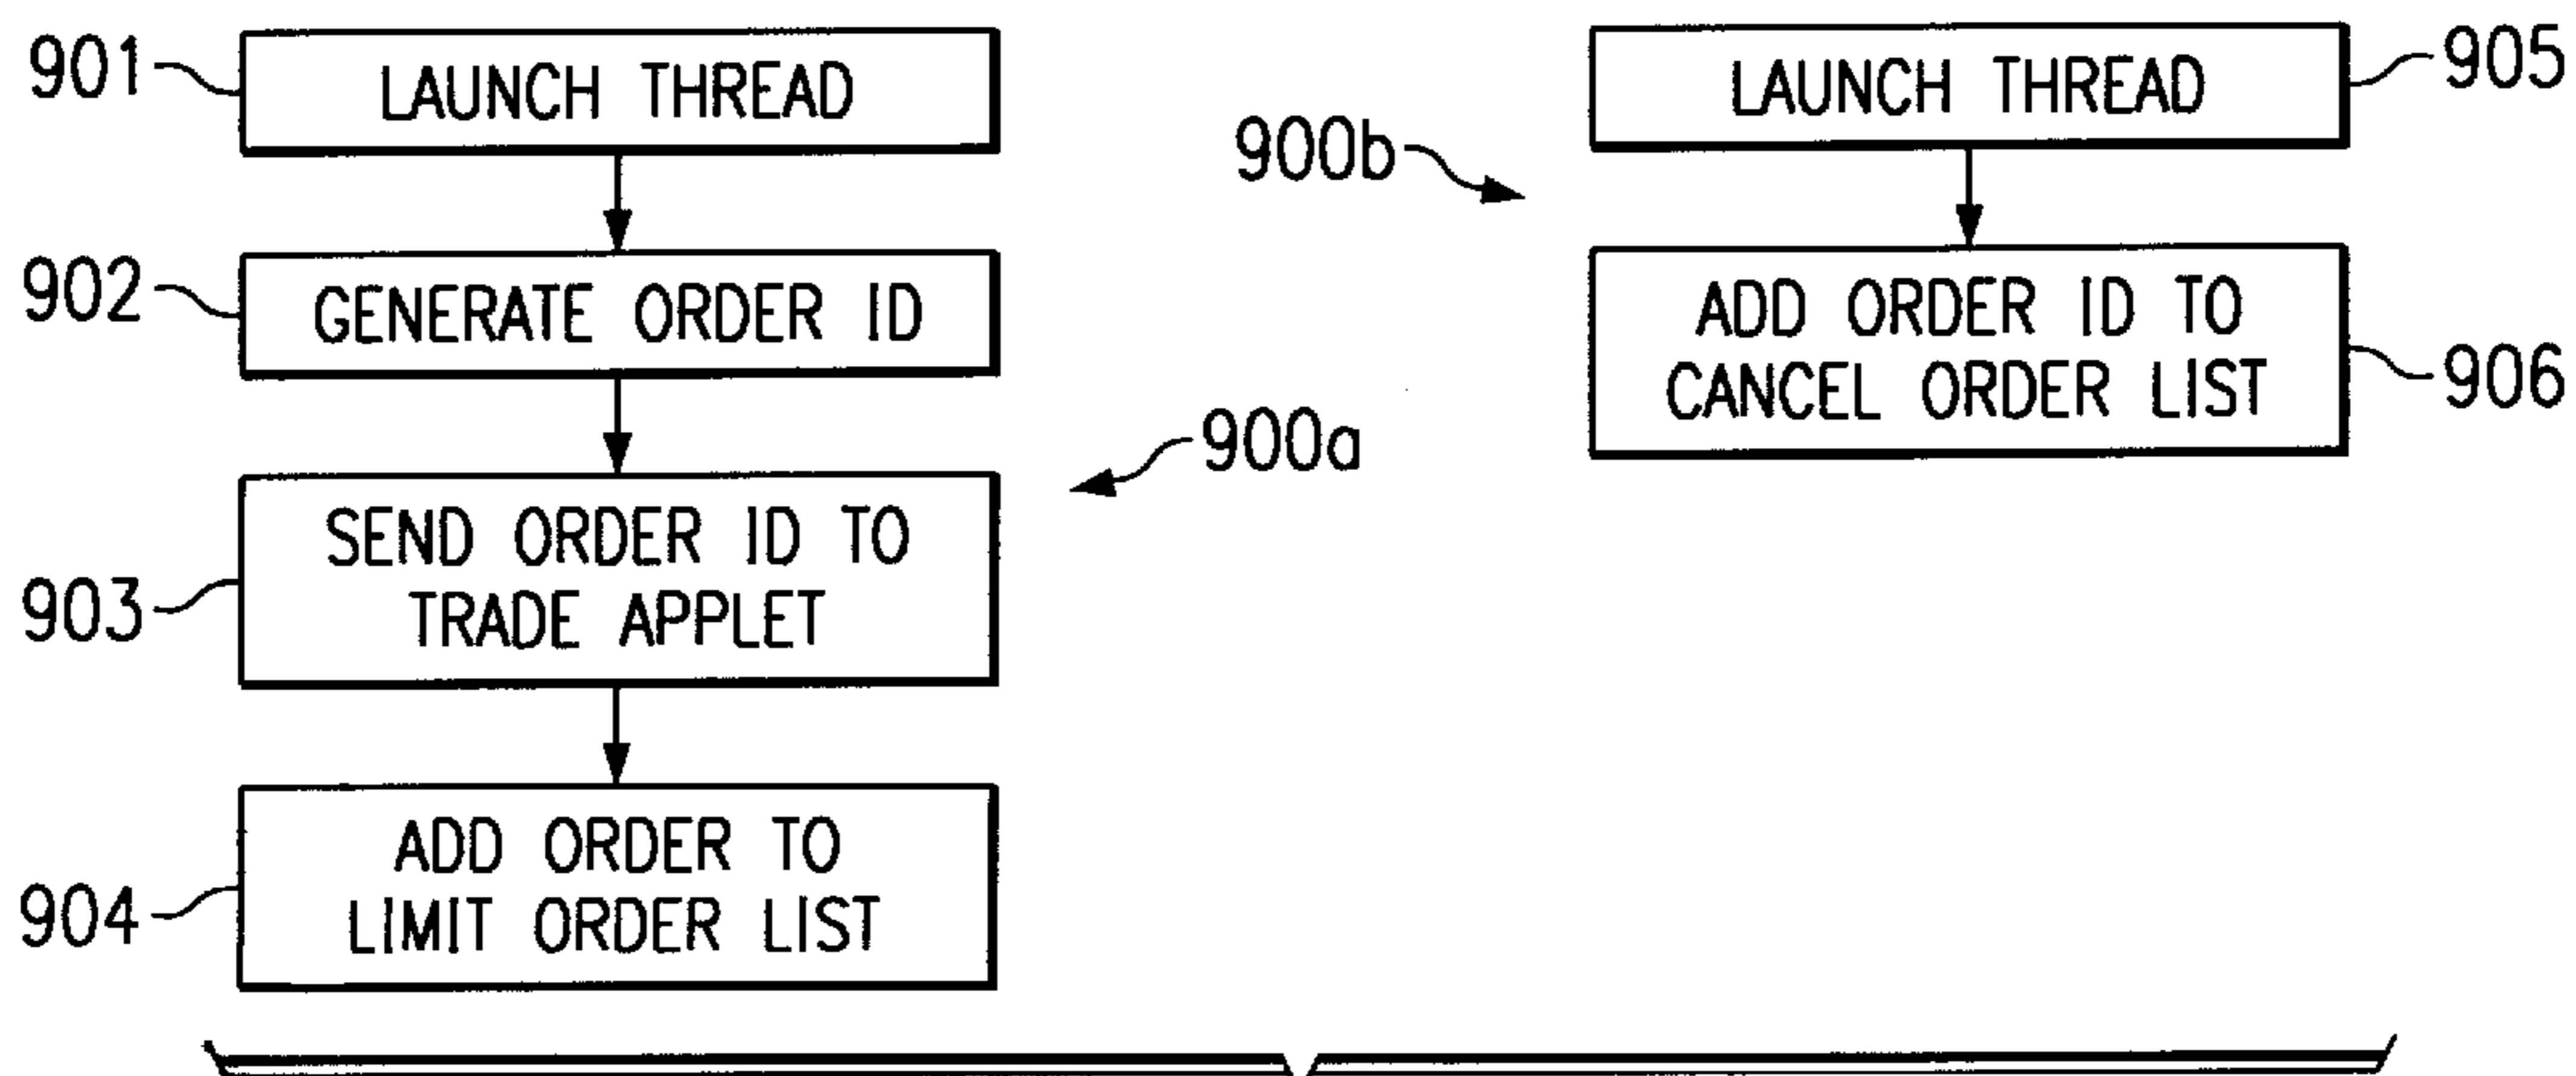 901
LAUNCH THREAD
902
GENERATE ORDER ID
903
SEND ORDER ID TO
TRADE APPLET
904
ADD ORDER TO
LIMIT ORDER LIST
900a
900b
LAUNCH THREAD
905
ADD ORDER ID TO
CANCEL ORDER LIST
906